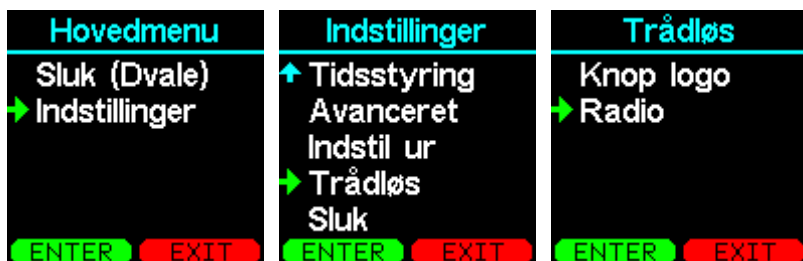 Hovedmenu
Sluk (Dvale)
Indstillinger
ENTER EXIT
Indstillinger
Tidsstyring
Avanceret
Indstil ur
Trådløs
Sluk
ENTER EXIT
Trådløs
Knop logo
Radio
ENTER EXIT